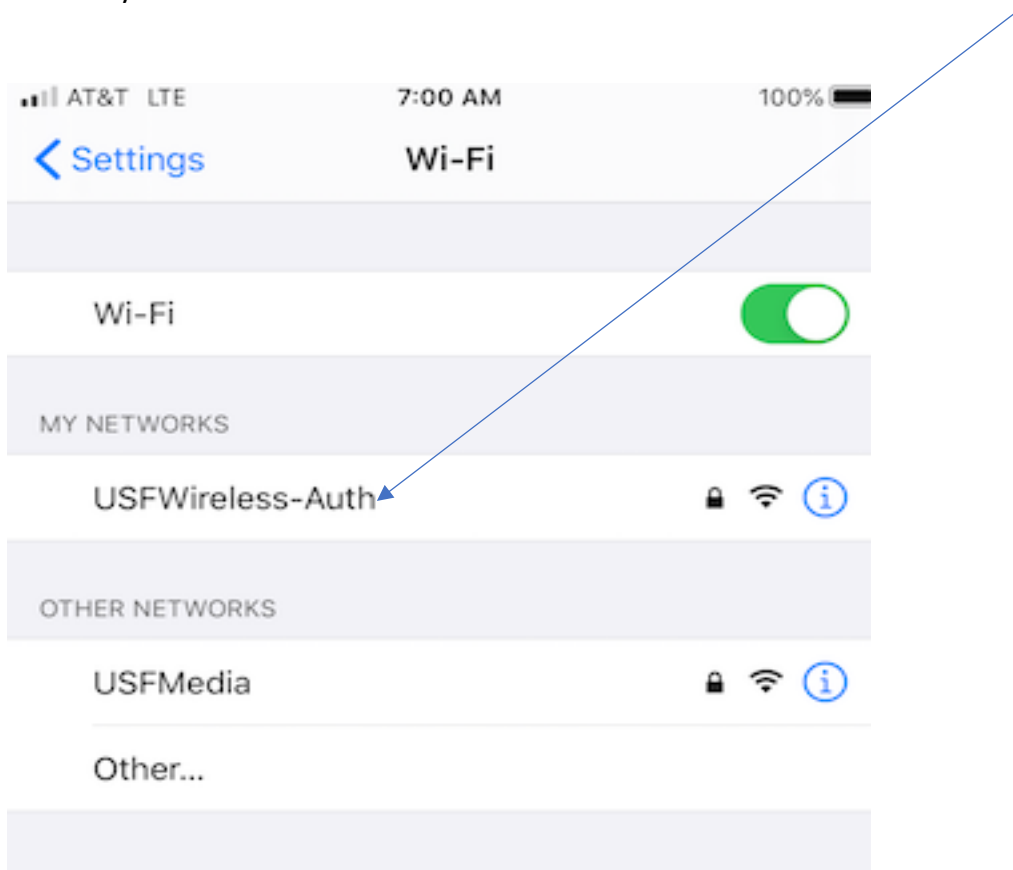 AT&T LTE 7:00 AM 100%
Settings Wi-Fi
Wi-Fi
MY NETWORKS
USFWireless-Auth
OTHER NETWORKS
USFMedia
Other...